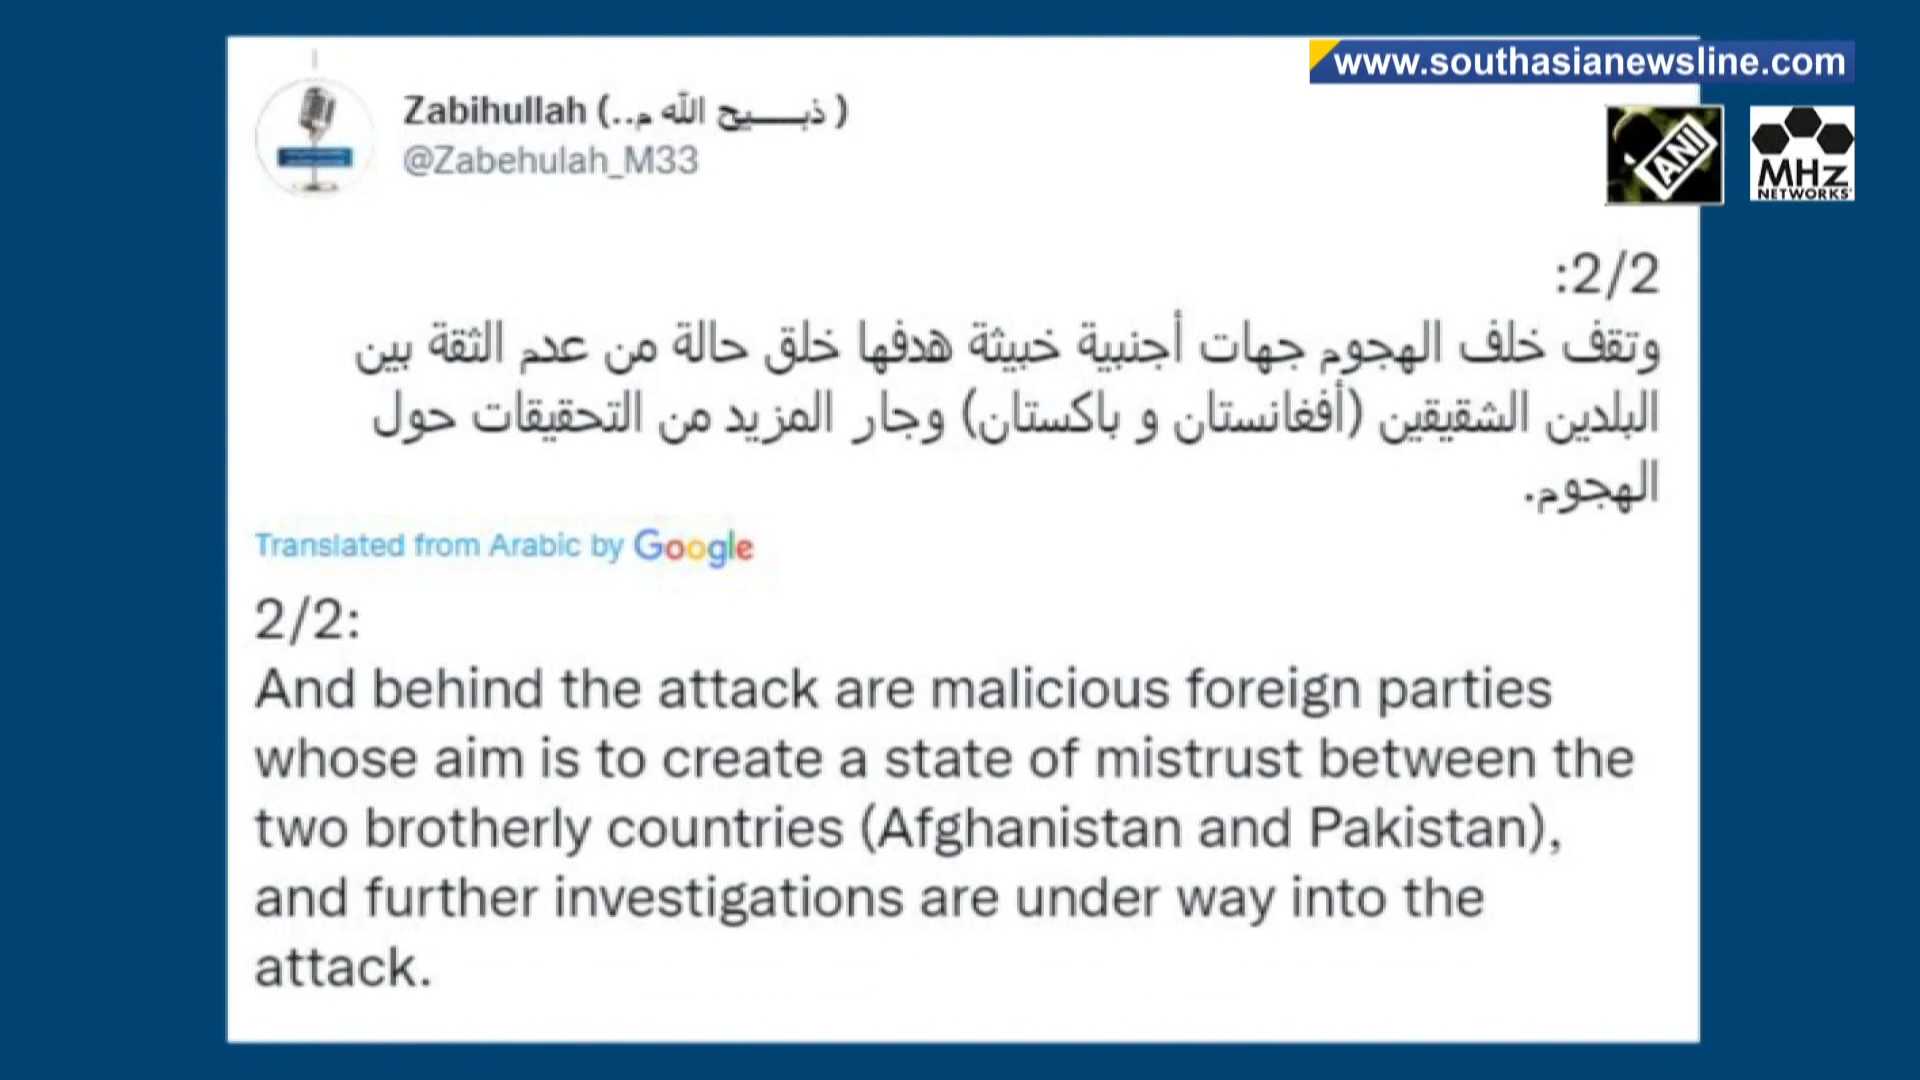 www.southasianewsline.com
Zabihullah (..ذبـــــيح الله م )
@Zabehulah_M33
ANI
MHz
NETWORKS
2/2:
وتقف خلف الهجوم جهات أجنبية خبيثة هدفها خلق حالة من عدم الثقة بين
البلدين الشقيقين (أفغانستان و باكستان) وجار المزيد من التحقيقات حول
الهجوم.
Translated from Arabic by Google
2/2:
And behind the attack are malicious foreign parties
whose aim is to create a state of mistrust between the
two brotherly countries (Afghanistan and Pakistan),
and further investigations are under way into the
attack.